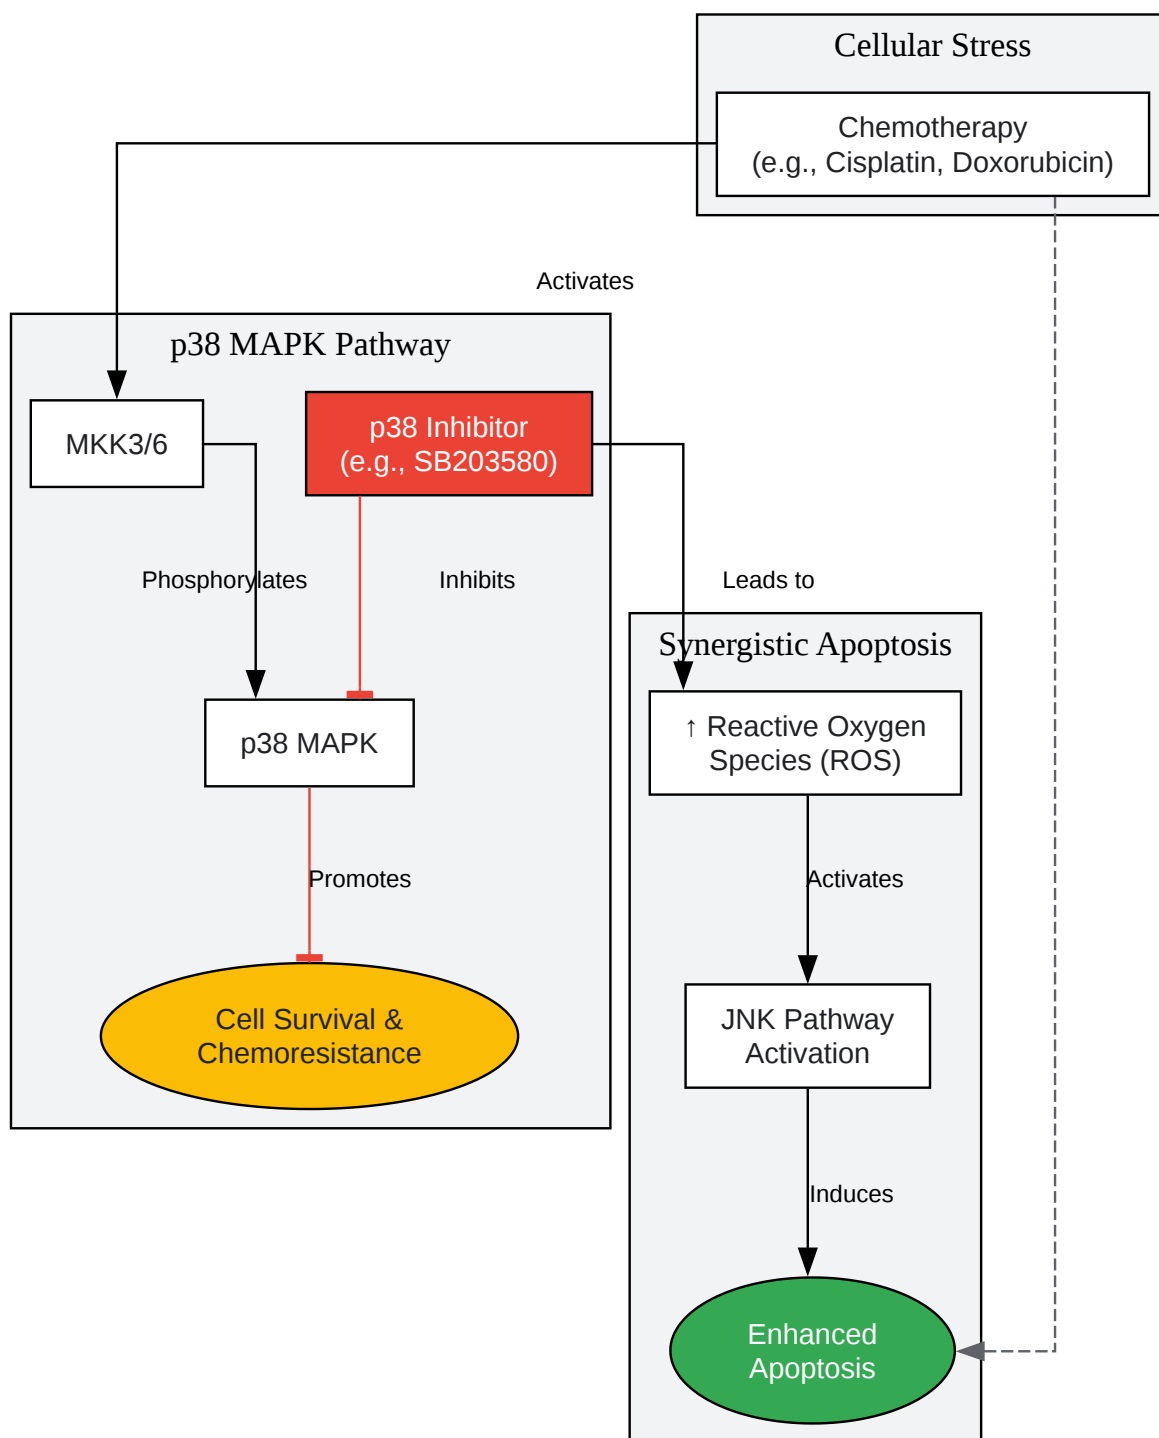 Cellular Stress
Chemotherapy
(e.g., Cisplatin, Doxorubicin)
Activates
p38 MAPK Pathway
MKK3/6
p38 Inhibitor
(e.g., SB203580)
Phosphorylates
Inhibits
Leads to
Synergistic Apoptosis
p38 MAPK
↑ Reactive Oxygen
Species (ROS)
Promotes
Activates
Cell Survival &
Chemoresistance
JNK Pathway
Activation
Induces
Enhanced
Apoptosis